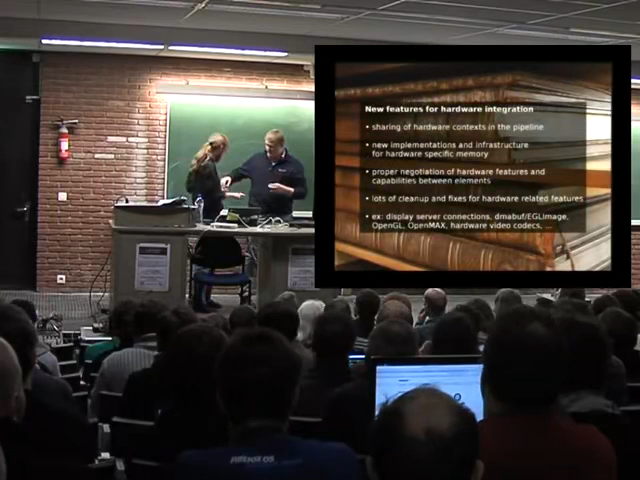 New features for hardware integration
• sharing of hardware contexts in the pipeline
• new implementations and infrastructure
for hardware specific memory
• proper negotiation of hardware features and
capabilities between elements
• lots of cleanup and fixes for hardware related features
• ex: display server connections, dmabuf/EGLImage,
OpenGL, OpenMAX, hardware video codecs, ...